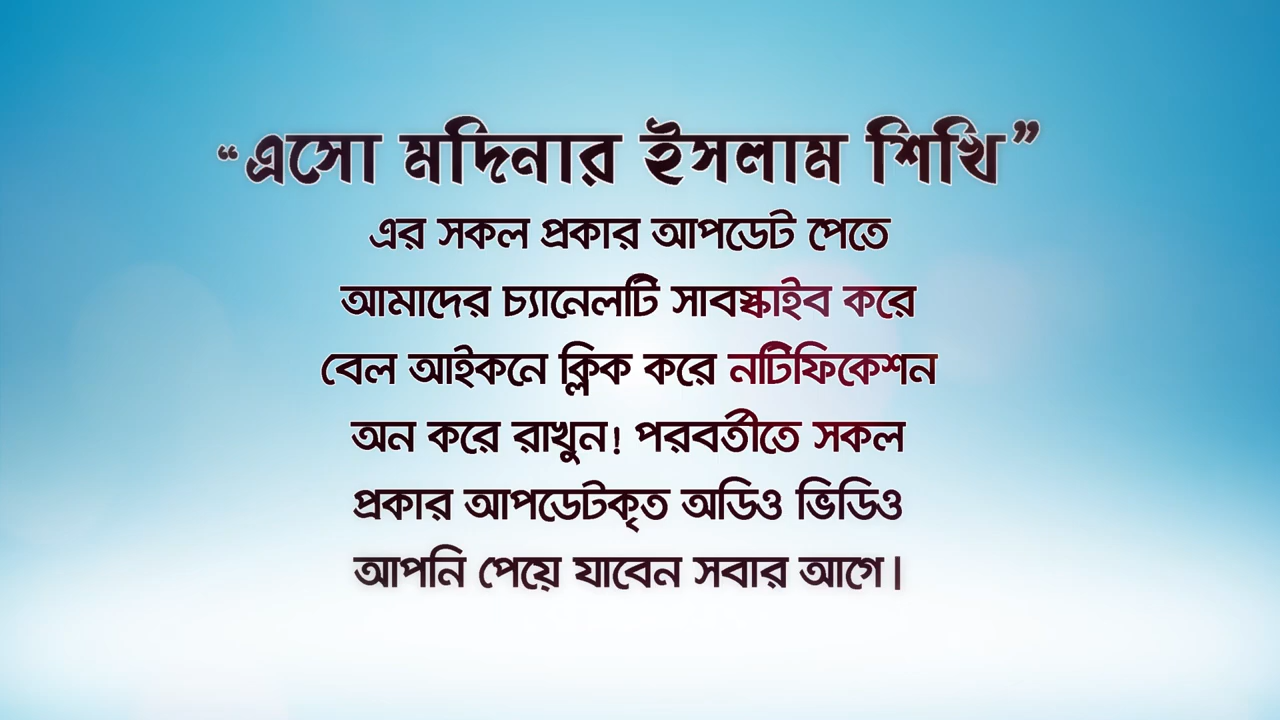 “এসো মদিনার ইসলাম শিখি”
এর সকল প্রকার আপডেট পেতে
আমাদের চ্যানেলটি সাবস্কাইব করে
বেল আইকনে ক্লিক করে নটিফিকেশন
অন করে রাখুন! পরবর্তীতে সকল
প্রকার আপডেটকৃত অডিও ভিডিও
আপনি পেয়ে যাবেন সবার আগে।